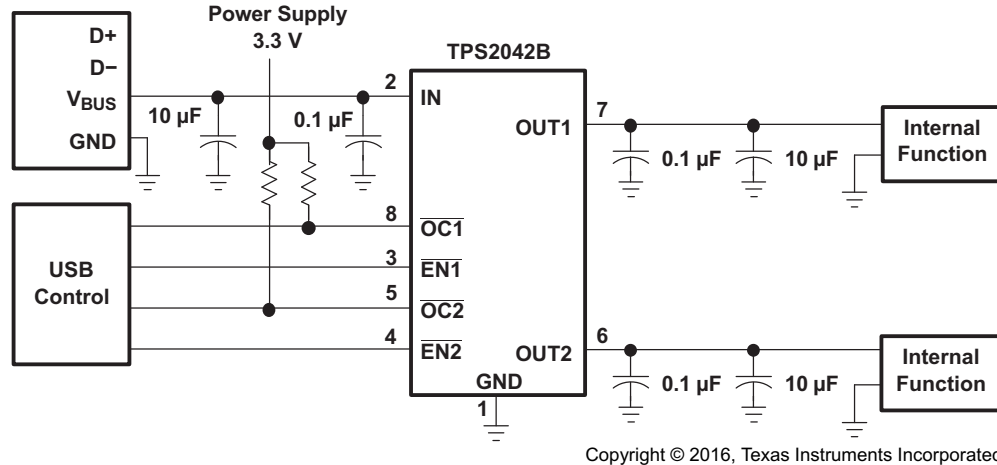 Power Supply
3.3 V
D+
D−
VBUS
GND
10 µF
0.1 µF
TPS2042B
2
IN
7
OUT1
0.1 µF
10 µF
Internal
Function
USB
Control
8
OC1
3
EN1
5
OC2
4
EN2
6
OUT2
GND
1
0.1 µF
10 µF
Internal
Function
Copyright © 2016, Texas Instruments Incorporated